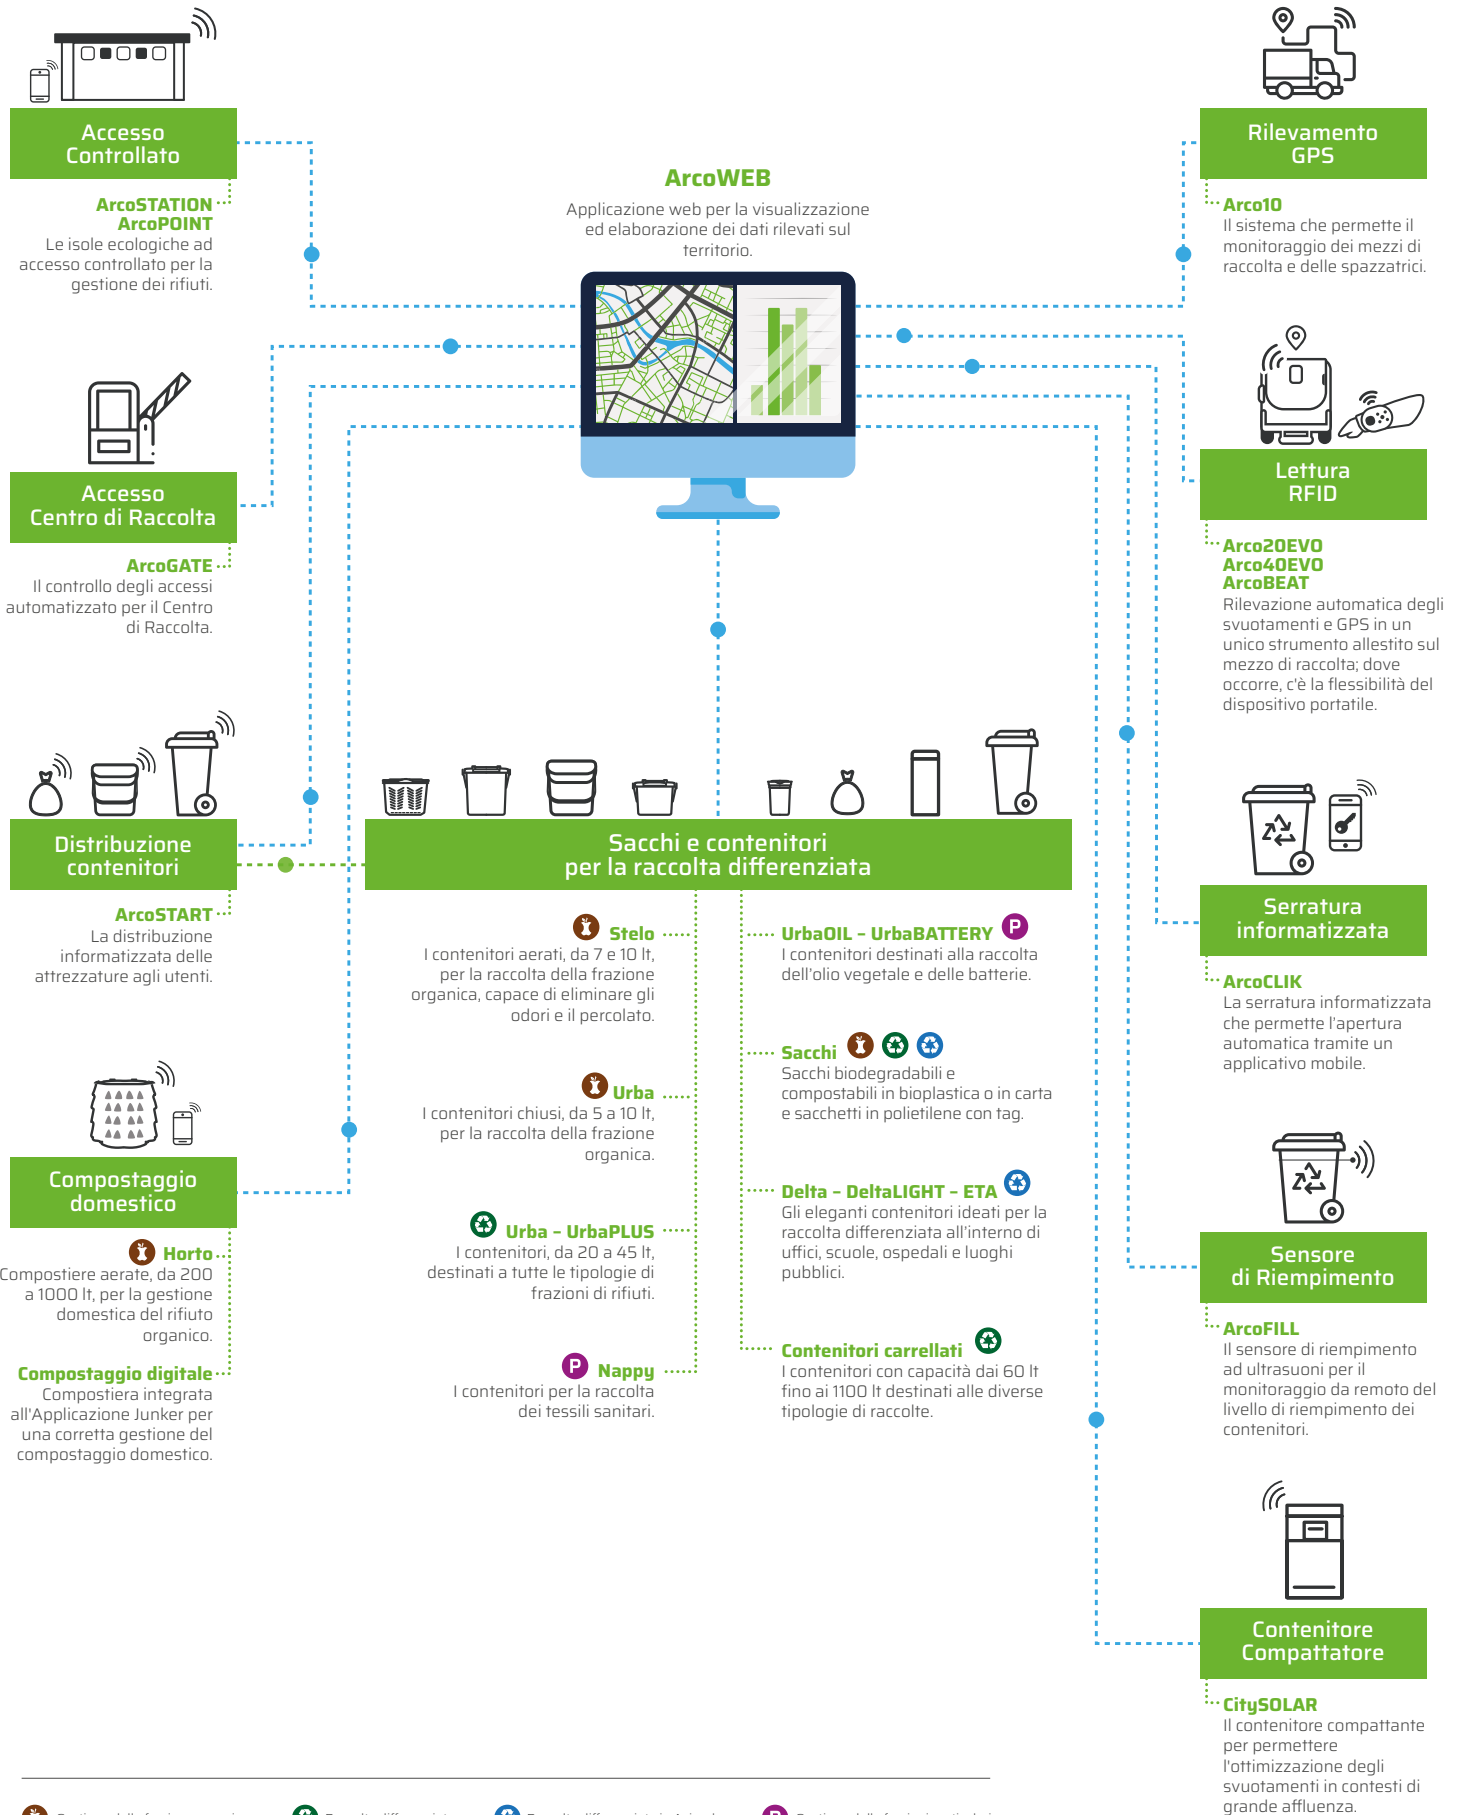 Accesso
Controllato
ArcoSTATION
ArcoPOINT
Le isole ecologiche ad
accesso controllato per la
gestione dei rifiuti.
Accesso
Centro di Raccolta
ArcoGATE
Il controllo degli accessi
automatizzato per il Centro
di Raccolta.
Distribuzione
contenitori
ArcoSTART
La distribuzione
informatizzata delle
attrezzature agli utenti.
Compostaggio
domestico
Horto
Compostiere aerate, da 200
a 1000 lt, per la gestione
domestica del rifiuto
organico.
Compostaggio digitale
Compostiera integrata
all'Applicazione Junker per
una corretta gestione del
compostaggio domestico.
ArcoWEB
Applicazione web per la visualizzazione
ed elaborazione dei dati rilevati sul
territorio.
Sacchi e contenitori
per la raccolta differenziata
Stelo
I contenitori aerati, da 7 e 10 lt,
per la raccolta della frazione
organica, capace di eliminare gli
odori e il percolato.
Urba
I contenitori chiusi, da 5 a 10 lt,
per la raccolta della frazione
organica.
Urba – UrbaPLUS
I contenitori, da 20 a 45 lt,
destinati a tutte le tipologie di
frazioni di rifiuti.
P Nappy
I contenitori per la raccolta
dei tessili sanitari.
UrbaOIL – UrbaBATTERY P
I contenitori destinati alla raccolta
dell'olio vegetale e delle batterie.
Sacchi
Sacchi biodegradabili e
compostabili in bioplastica o in carta
e sacchetti in polietilene con tag.
Delta – DeltaLIGHT – ETA
Gli eleganti contenitori ideati per la
raccolta differenziata all'interno di
uffici, scuole, ospedali e luoghi
pubblici.
Contenitori carrellati
I contenitori con capacità dai 60 lt
fino ai 1100 lt destinati alle diverse
tipologie di raccolte.
Rilevamento
GPS
Arco10
Il sistema che permette il
monitoraggio dei mezzi di
raccolta e delle spazzatrici.
Lettura
RFID
Arco20EVO
Arco40EVO
ArcoBEAT
Rilevazione automatica degli
svuotamenti e GPS in un
unico strumento allestito sul
mezzo di raccolta; dove
occorre, c'è la flessibilità del
dispositivo portatile.
Serratura
informatizzata
ArcoCLIK
La serratura informatizzata
che permette l'apertura
automatica tramite un
applicativo mobile.
Sensore
di Riempimento
ArcoFILL
Il sensore di riempimento
ad ultrasuoni per il
monitoraggio da remoto del
livello di riempimento dei
contenitori.
Contenitore
Compattatore
CitySOLAR
Il contenitore compattante
per permettere
l'ottimizzazione degli
svuotamenti in contesti di
grande affluenza.